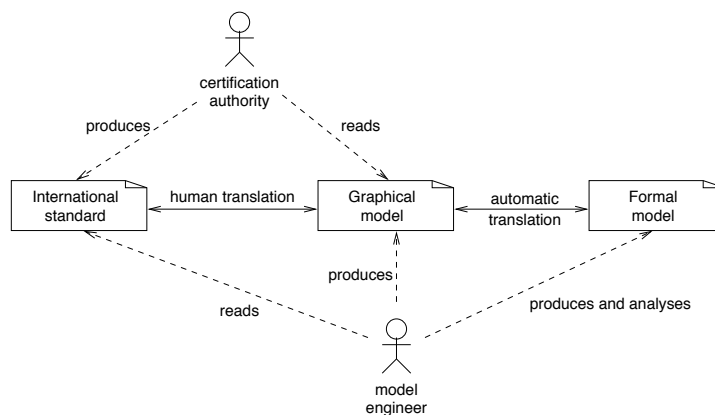 certification
authority
produces
reads
International
standard
human translation
Graphical
model
automatic
translation
Formal
model
produces
reads
produces and analyses
model
engineer